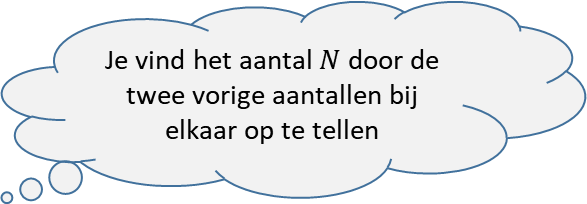 Je vind het aantal N door de
twee vorige aantallen bij
elkaar op te tellen